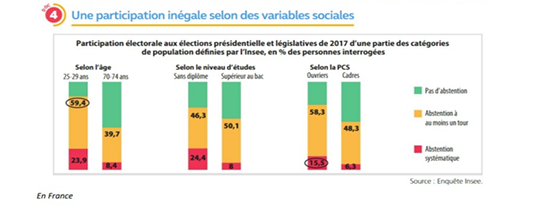 DOC
4 Une participation inégale selon des variables sociales
Participation électorale aux élections présidentielle et législatives de 2017 d'une partie des catégories
de population définies par l'Insee, en % des personnes interrogées
Selon l'âge
25-29 ans 70-74 ans
59,4
39,7
23,9
8,4
Selon le niveau d'études
Sans diplôme Supérieur au bac
46,3
50,1
24,4
8
Selon la PCS
Ouvriers Cadres
58,3
48,3
15,5
6,3
Pas d'abstention
Abstention à
au moins un tour
Abstention
systématique
Source : Enquête Insee.
En France